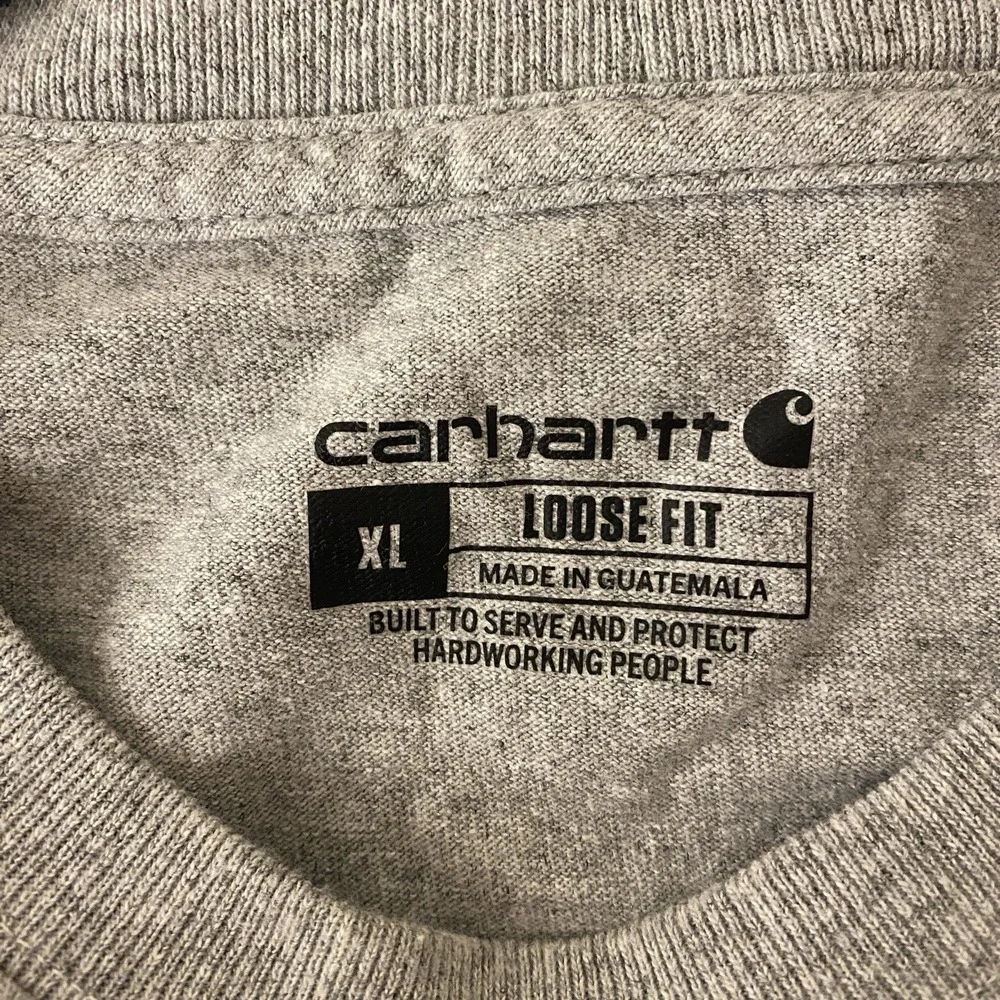 carhartt
XL
LOOSE FIT
MADE IN GUATEMALA
BUILT TO SERVE AND PROTECT
HARDWORKING PEOPLE